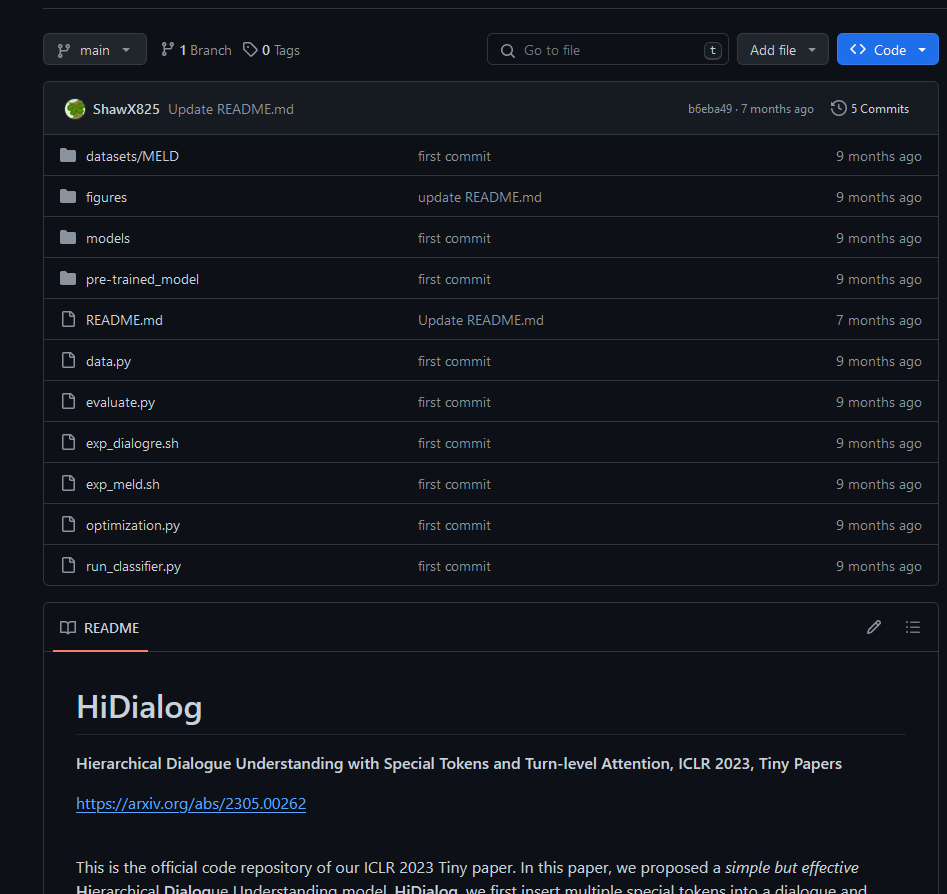 main 1 Branch 0 Tags Go to file t Add file Code
ShawX825 Update README.md b6eba49 · 7 months ago 5 Commits
datasets/MELD first commit 9 months ago
figures update README.md 9 months ago
models first commit 9 months ago
pre-trained_model first commit 9 months ago
README.md Update README.md 7 months ago
data.py first commit 9 months ago
evaluate.py first commit 9 months ago
exp_dialogre.sh first commit 9 months ago
exp_meld.sh first commit 9 months ago
optimization.py first commit 9 months ago
run_classifier.py first commit 9 months ago
README
HiDialog
Hierarchical Dialogue Understanding with Special Tokens and Turn-level Attention, ICLR 2023, Tiny Papers
https://arxiv.org/abs/2305.00262
This is the official code repository of our ICLR 2023 Tiny paper. In this paper, we proposed a simple but effective
Hierarchical Dialogue Understanding model, HiDialog, we first insert multiple special tokens into a dialogue and